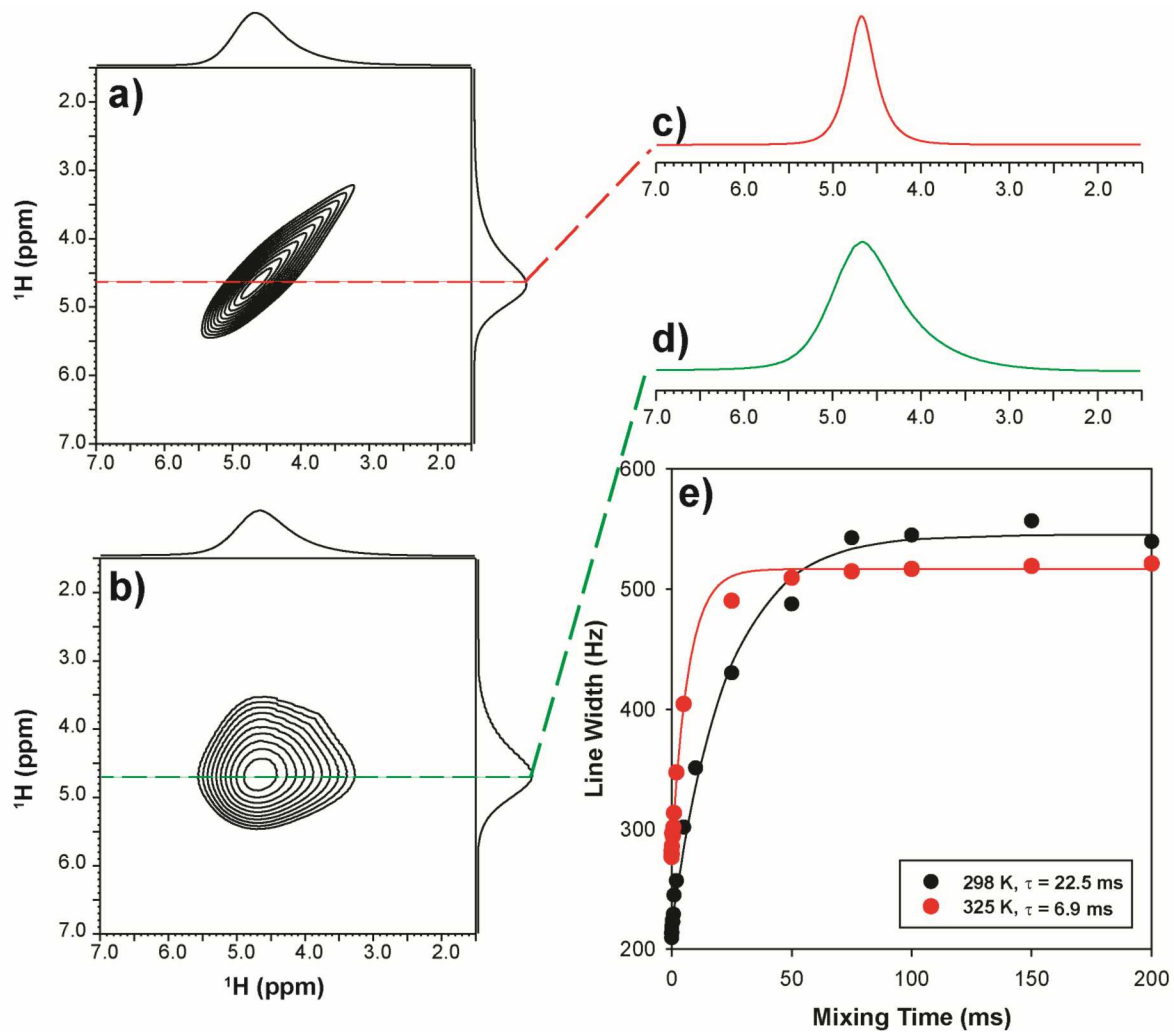 a)
2.0
3.0
4.0
5.0
6.0
7.0
¹H (ppm)
7.0 6.0 5.0 4.0 3.0 2.0
b)
2.0
3.0
4.0
5.0
6.0
7.0
¹H (ppm)
7.0 6.0 5.0 4.0 3.0 2.0
¹H (ppm)
c)
7.0 6.0 5.0 4.0 3.0 2.0
d)
7.0 6.0 5.0 4.0 3.0 2.0
e)
600
500
400
300
200
Line Width (Hz)
298 K, τ = 22.5 ms
325 K, τ = 6.9 ms
0 50 100 150 200
Mixing Time (ms)